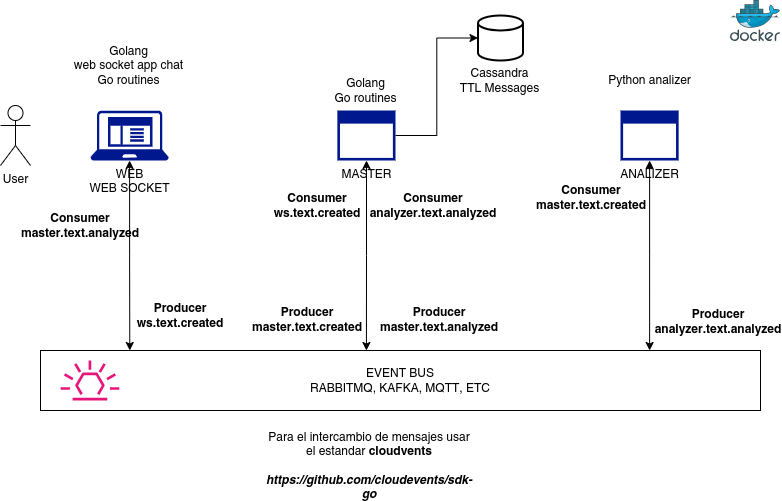 docker
Golang
web socket app chat
Go routines
Golang
Go routines
Cassandra
TTL Messages
Python analizer
User
WEB
WEB SOCKET
MASTER
ANALIZER
Consumer
master.text.analyzed
Consumer
ws.text.created
Consumer
analyzer.text.analyzed
Consumer
master.text.created
Producer
ws.text.created
Producer
master.text.created
Producer
master.text.analyzed
Producer
analyzer.text.analyzed
EVENT BUS
RABBITMQ, KAFKA, MQTT, ETC
Para el intercambio de mensajes usar
el estandar cloudvents
https://github.com/cloudevents/sdk-
go